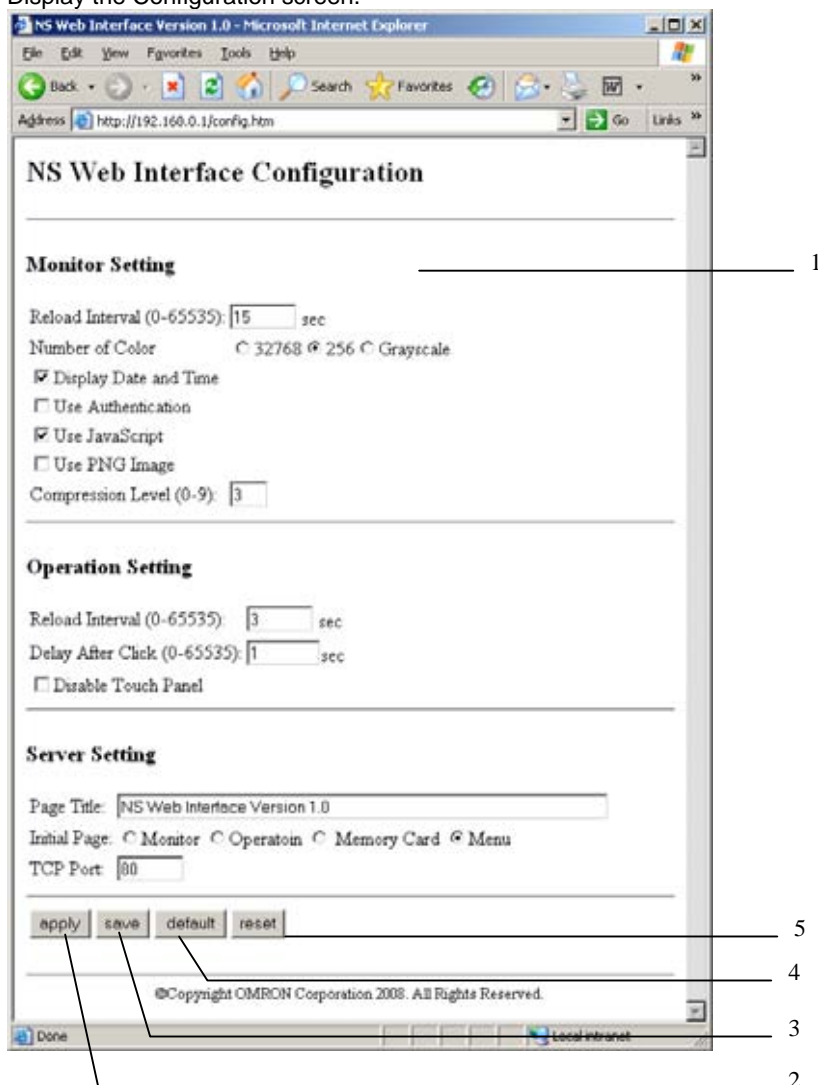 Display the Configuration screen.
NS Web Interface Version 1.0 - Microsoft Internet Explorer
File Edit View Favorites Tools Help
Back Search Favorites
Address http://192.168.0.1/config.htm Go Links
NS Web Interface Configuration
Monitor Setting
1
Reload Interval (0-65535): 15 sec
Number of Color 32768 256 Grayscale
Display Date and Time
Use Authentication
Use JavaScript
Use PNG Image
Compression Level (0-9): 3
Operation Setting
Reload Interval (0-65535): 3 sec
Delay After Click (0-65535): 1 sec
Disable Touch Panel
Server Setting
Page Title: NS Web Interface Version 1.0
Initial Page: Monitor Operatoin Memory Card Menu
TCP Port: 80
apply save default reset
5
4
©Copyright OMRON Corporation 2008. All Rights Reserved.
Done Local intranet
3
2